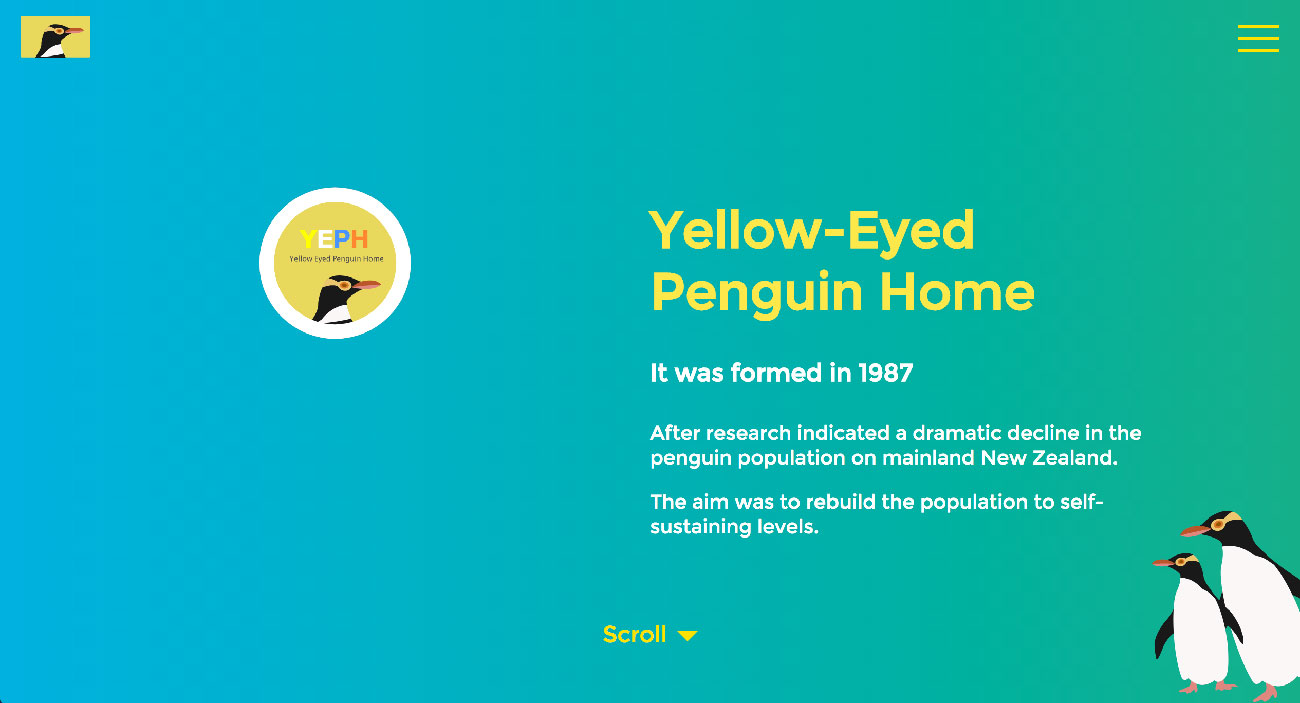 YEPH
Yellow Eyed Penguin Home
Yellow-Eyed
Penguin Home
It was formed in 1987
After research indicated a dramatic decline in the
penguin population on mainland New Zealand.
The aim was to rebuild the population to self-
sustaining levels.
Scroll